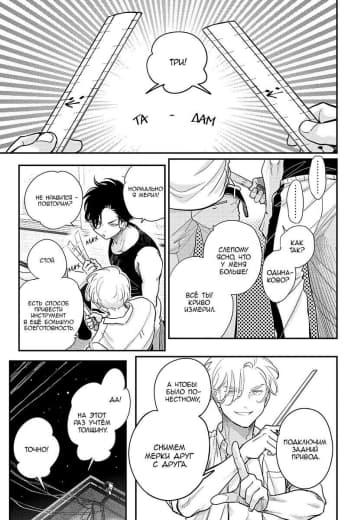 ТРИ!
ТА - ДАМ
...
...
КАК
ТАК?
ОДИНА-
КОВО?
СЛЕПОМУ
ЯСНО, ЧТО
У МЕНЯ
БОЛЬШЕ!
ВСЁ ТЫ
КРИВО
ИЗМЕРИЛ.
НОРМАЛЬНО
Я МЕРИЛ!
НЕ НРАВИТСЯ –
ПОВТОРИМ?
СТОЙ.
ЕСТЬ СПОСОБ
ПРИВЕСТИ
ИНСТРУМЕНТ
В ЕЩЁ БОЛЬШУЮ
БОЕГОТОВНОСТЬ.
ПОДКЛЮЧИМ
ЗАДНИЙ
ПРИВОД.
А ЧТОБЫ
БЫЛО ПО-
ЧЕСТНОМУ,
СНИМЕМ
МЕРКИ ДРУГ
С ДРУГА.
ДА!
НА ЭТОТ
РАЗ УЧТЁМ
ТОЛЩИНУ.
ТОЧНО!